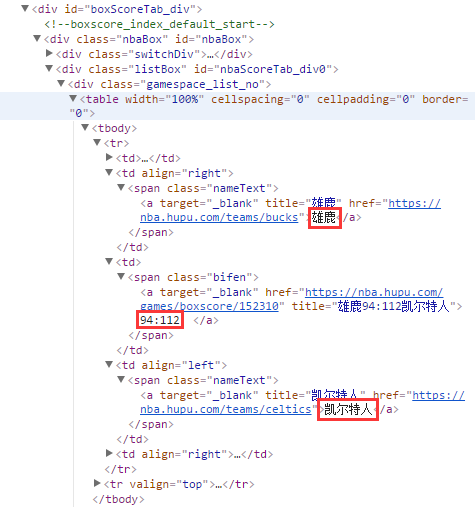 ▼<div id="boxScoreTab_div">
<!--boxscore_index_default_start-->
▼<div class="nbaBox" id="nbaBox">
▶<div class="switchDiv">…</div>
▼<div class="listBox" id="nbaScoreTab_div0">
▼<div class="gamespace_list_no">
▼<table width="100%" cellspacing="0" cellpadding="0" border=
"0">
▼<tbody>
▼<tr>
▶<td>…</td>
▼<td align="right">
▼<span class="nameText">
<a target="_blank" title="雄鹿" href="https://
nba.hupu.com/teams/bucks">雄鹿</a>
</span>
</td>
▼<td>
▼<span class="bifen">
<a target="_blank" href="https://nba.hupu.com/
games/boxscore/152310" title="雄鹿94:112凯尔特人">
94:112 </a>
</span>
</td>
▼<td align="left">
▼<span class="nameText">
<a target="_blank" title="凯尔特人" href="https://
nba.hupu.com/teams/celtics">凯尔特人</a>
</span>
</td>
▶<td align="right">…</td>
</tr>
▶<tr valign="top">…</tr>
</tbody>